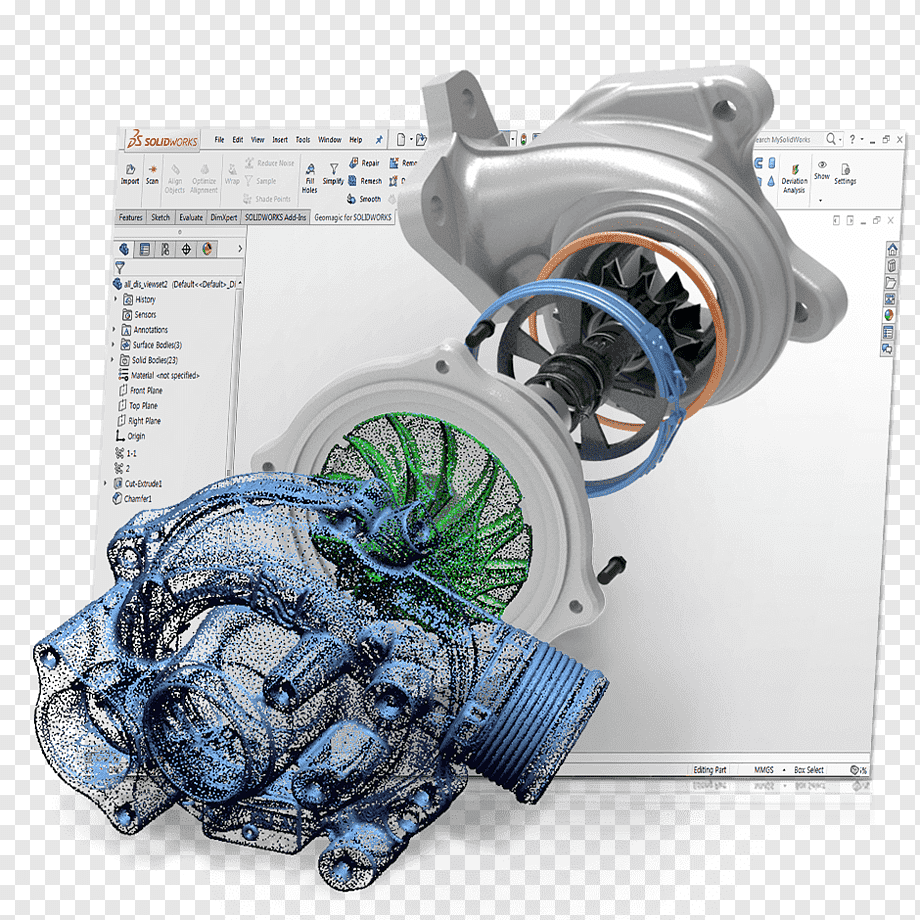 SOLIDWORKS File Edit View Insert Tools Window Help
Search MySolidWorks
Import Scan Align Objects Optimize Alignment Wrap Reduce Noise Sample Shade Points Fill Holes Simplify Repair Remesh Smooth
Deviation Analysis Show Settings
Features Sketch Evaluate DimXpert SOLIDWORKS Add-Ins Geomagic for SOLIDWORKS
all_dis_viewset2 (Default<<Default>_D
History
Sensors
Annotations
Surface Bodies(3)
Solid Bodies(23)
Material <not specified>
Front Plane
Top Plane
Right Plane
Origin
1-1
2
Cut-Extrude1
Chamfer1
Editing Part MMGS Box Select